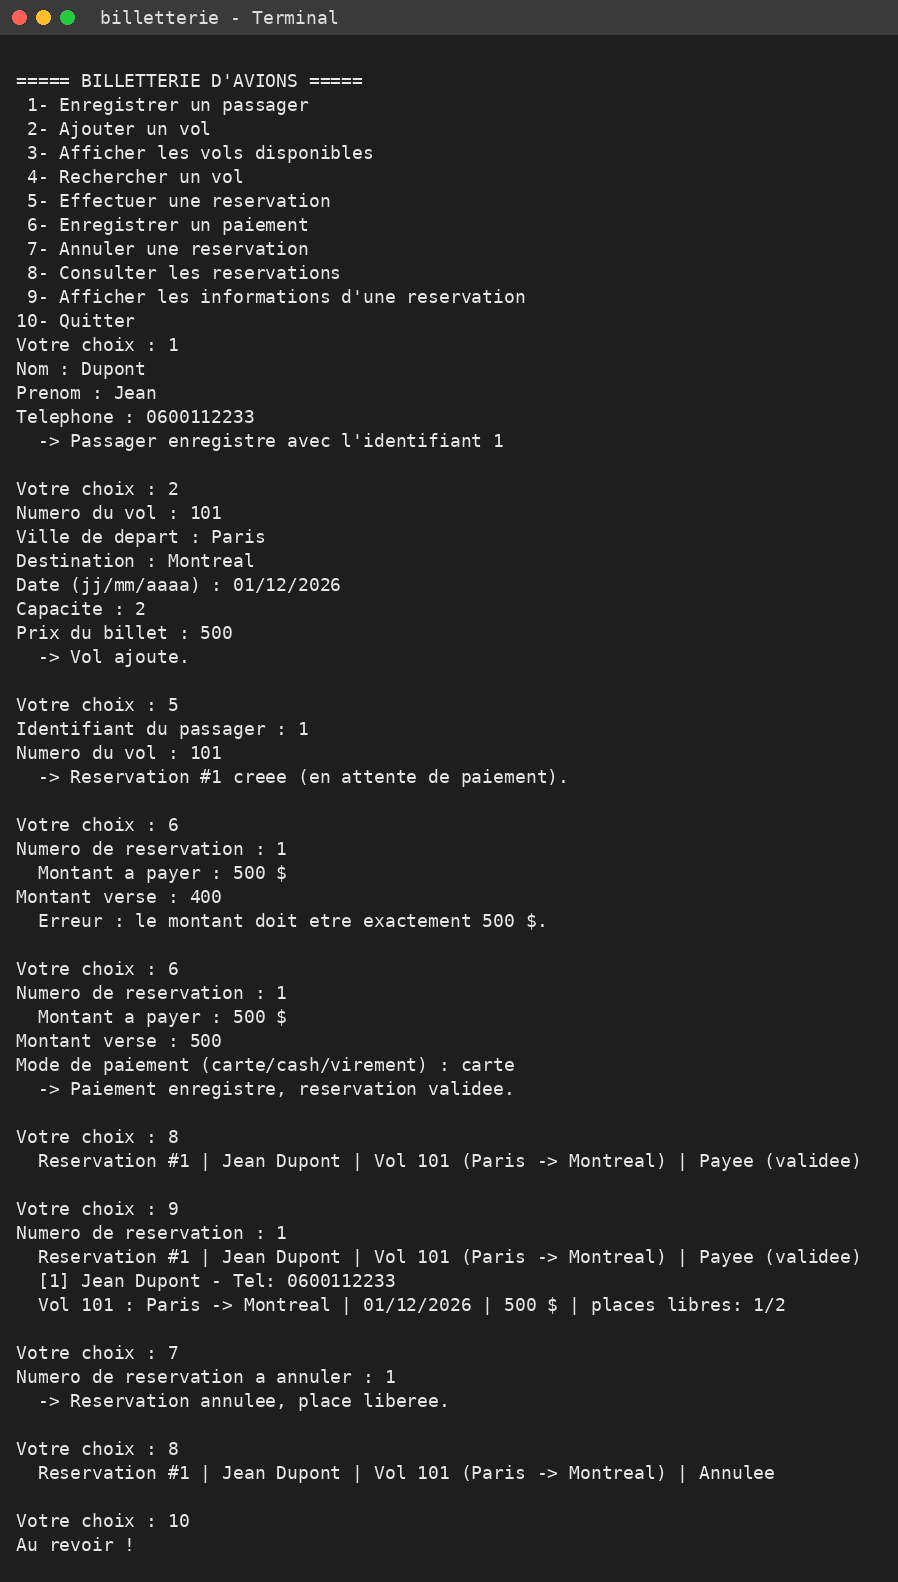 billetterie - Terminal
===== BILLETTERIE D'AVIONS =====
1- Enregistrer un passager
2- Ajouter un vol
3- Afficher les vols disponibles
4- Rechercher un vol
5- Effectuer une reservation
6- Enregistrer un paiement
7- Annuler une reservation
8- Consulter les reservations
9- Afficher les informations d'une reservation
10- Quitter
Votre choix : 1
Nom : Dupont
Prenom : Jean
Telephone : 0600112233
-> Passager enregistre avec l'identifiant 1
Votre choix : 2
Numero du vol : 101
Ville de depart : Paris
Destination : Montreal
Date (jj/mm/aaaa) : 01/12/2026
Capacite : 2
Prix du billet : 500
-> Vol ajoute.
Votre choix : 5
Identifiant du passager : 1
Numero du vol : 101
-> Reservation #1 creee (en attente de paiement).
Votre choix : 6
Numero de reservation : 1
Montant a payer : 500 $
Montant verse : 400
Erreur : le montant doit etre exactement 500 $.
Votre choix : 6
Numero de reservation : 1
Montant a payer : 500 $
Montant verse : 500
Mode de paiement (carte/cash/virement) : carte
-> Paiement enregistre, reservation validee.
Votre choix : 8
Reservation #1 | Jean Dupont | Vol 101 (Paris -> Montreal) | Payee (validee)
Votre choix : 9
Numero de reservation : 1
Reservation #1 | Jean Dupont | Vol 101 (Paris -> Montreal) | Payee (validee)
[1] Jean Dupont - Tel: 0600112233
Vol 101 : Paris -> Montreal | 01/12/2026 | 500 $ | places libres: 1/2
Votre choix : 7
Numero de reservation a annuler : 1
-> Reservation annulee, place liberee.
Votre choix : 8
Reservation #1 | Jean Dupont | Vol 101 (Paris -> Montreal) | Annulee
Votre choix : 10
Au revoir !